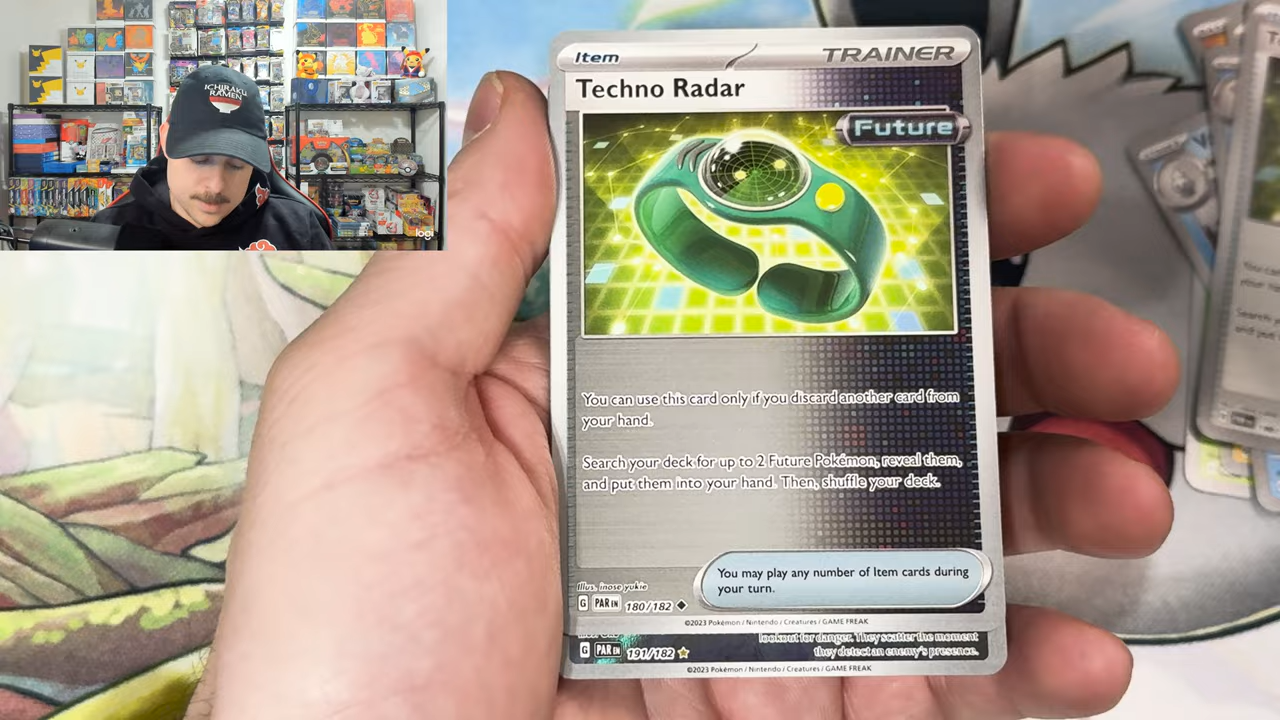 ICHIRAKU
RAMEN
logi
Item
TRAINER
Techno Radar
Future
You can use this card only if you discard another card from
your hand.
Search your deck for up to 2 Future Pokémon, reveal them,
and put them into your hand. Then, shuffle your deck.
You may play any number of Item cards during
your turn.
Illus. inose yukie
G PAR EN 180/182
©2023 Pokémon / Nintendo / Creatures / GAME FREAK
lookout for danger. They scatter the moment
they detect an enemy's presence.
G PAR EN 191/182
©2023 Pokémon / Nintendo / Creatures / GAME FREAK